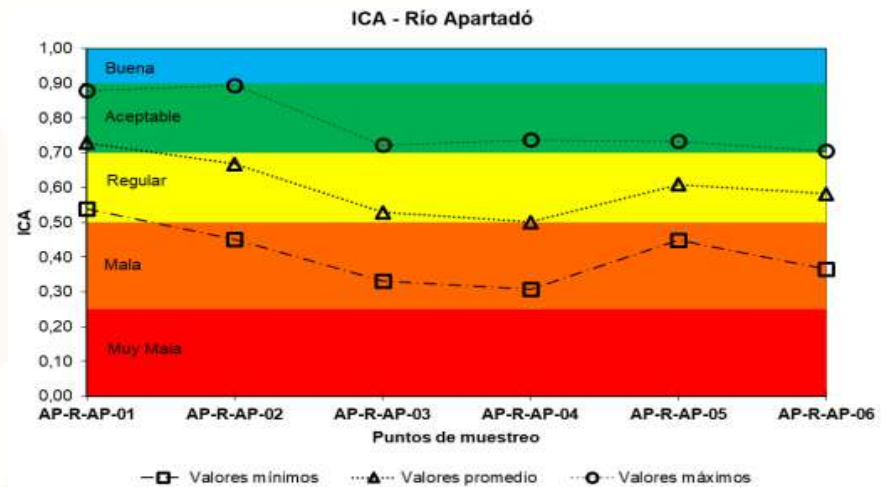 ICA - Río Apartadó
1,00
0,90
0,80
0,70
0,60
0,50
0,40
0,30
0,20
0,10
0,00
ICA
Buena
Aceptable
Regular
Mala
Muy Mala
AP-R-AP-01 AP-R-AP-02 AP-R-AP-03 AP-R-AP-04 AP-R-AP-05 AP-R-AP-06
Puntos de muestreo
Valores mínimos Valores promedio Valores máximos